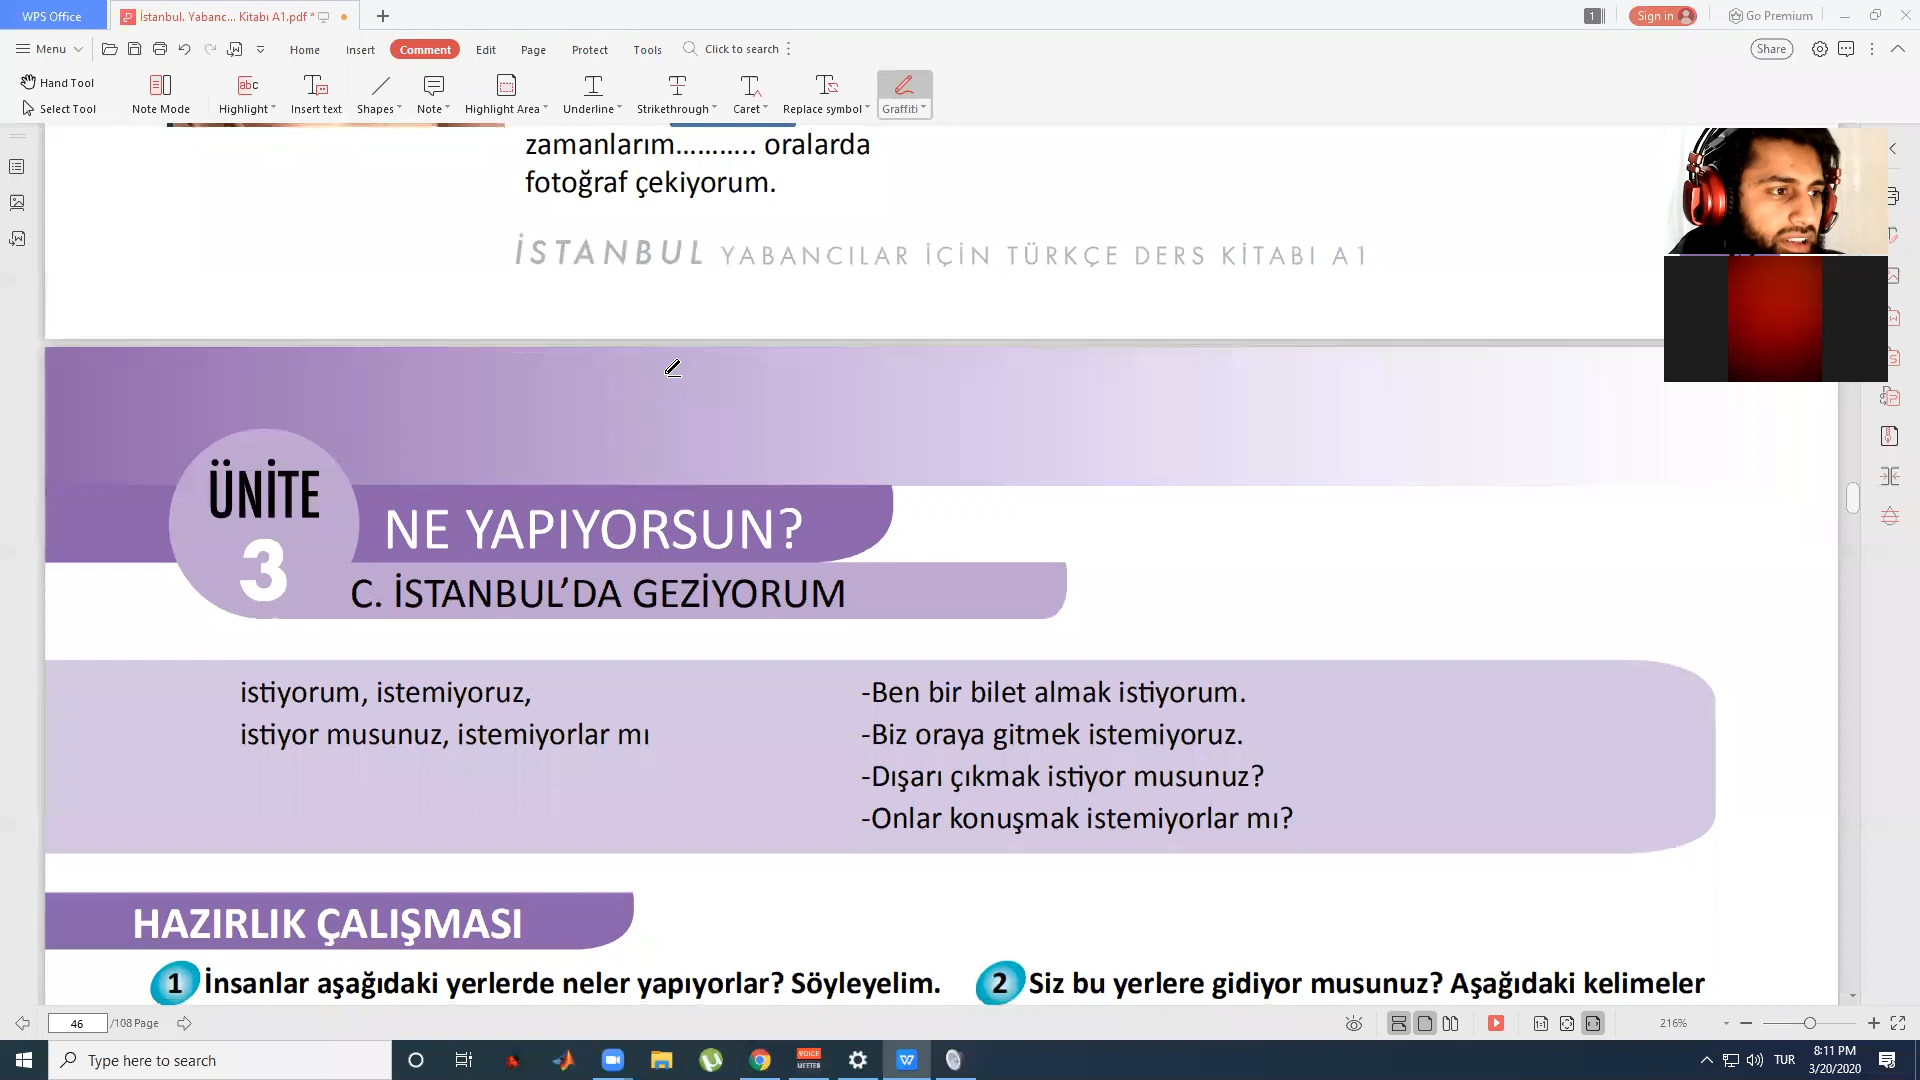 WPS Office
İstanbul. Yabanc... Kitabı A1.pdf *
1
Sign in
Go Premium
Menu
Home
Insert
Comment
Edit
Page
Protect
Tools
Click to search
Share
Hand Tool
Select Tool
Note Mode
Highlight
Insert text
Shapes
Note
Highlight Area
Underline
Strikethrough
Caret
Replace symbol
Graffiti
zamanlarım……….. oralarda
fotoğraf çekiyorum.
İSTANBUL YABANCILAR İÇİN TÜRKÇE DERS KİTABI A1
ÜNİTE
3
NE YAPIYORSUN?
C. İSTANBUL’DA GEZİYORUM
istiyorum, istemiyoruz,
istiyor musunuz, istemiyorlar mı
-Ben bir bilet almak istiyorum.
-Biz oraya gitmek istemiyoruz.
-Dışarı çıkmak istiyor musunuz?
-Onlar konuşmak istemiyorlar mı?
HAZIRLIK ÇALIŞMASI
1 İnsanlar aşağıdaki yerlerde neler yapıyorlar? Söyleyelim.
2 Siz bu yerlere gidiyor musunuz? Aşağıdaki kelimeler
46 /108 Page
216%
Type here to search
VOICE
MEETER
TUR
8:11 PM
3/20/2020